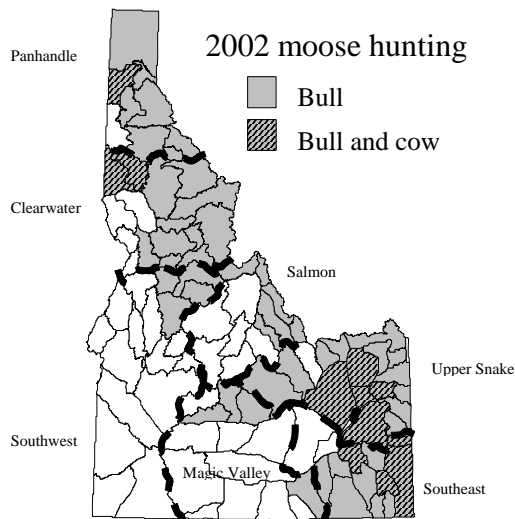 2002 moose hunting
Bull
Bull and cow
Panhandle
Clearwater
Salmon
Upper Snake
Southwest
Magic Valley
Southeast